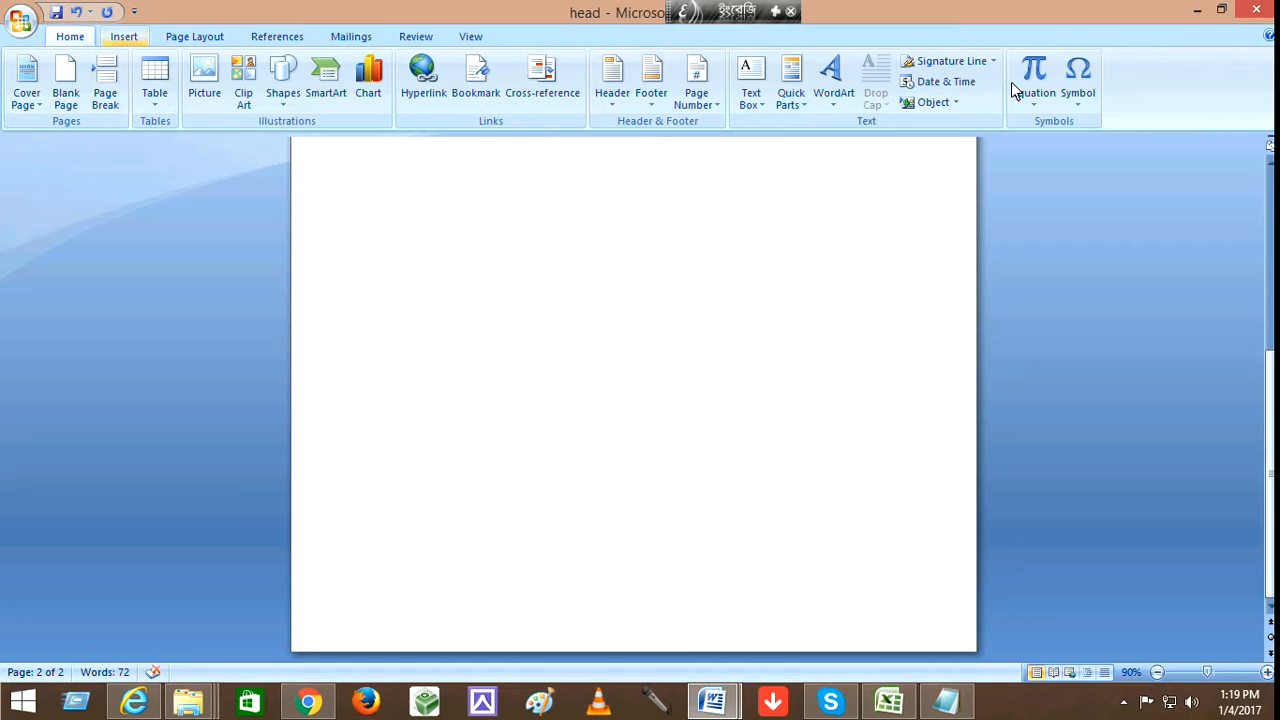 head - Microso
ইংরেজি
Home Insert Page Layout References Mailings Review View
Cover Page
Blank Page
Page Break
Table
Picture
Clip Art
Shapes
SmartArt
Chart
Hyperlink
Bookmark
Cross-reference
Header
Footer
Page Number
Text Box
Quick Parts
WordArt
Drop Cap
Signature Line
Date & Time
Object
quation
Symbol
Pages Tables Illustrations Links Header & Footer Text Symbols
Page: 2 of 2 Words: 72 90%
1:19 PM
1/4/2017